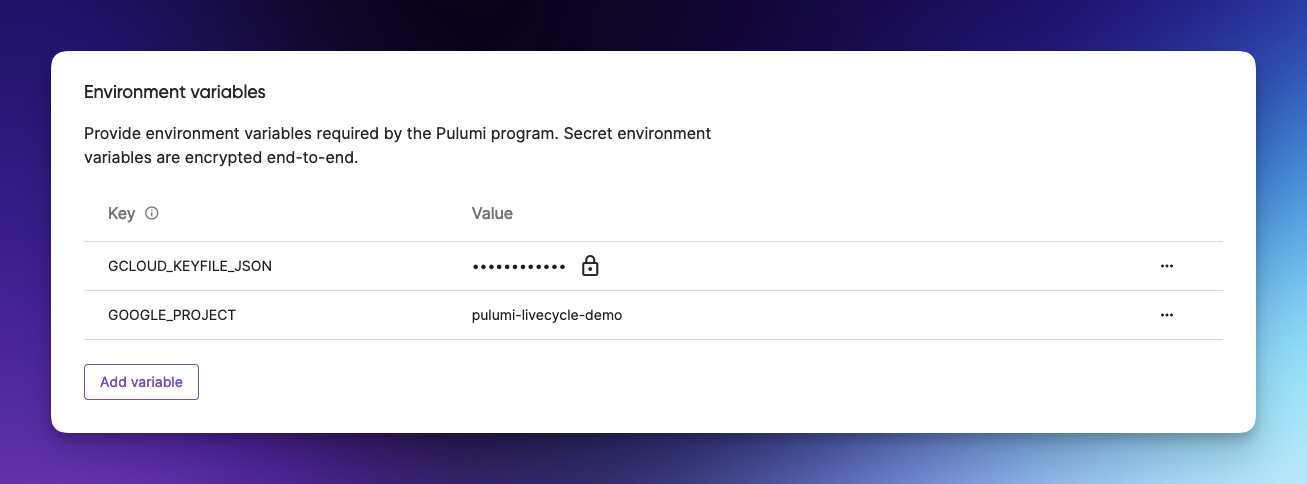 Environment variables
Provide environment variables required by the Pulumi program. Secret environment
variables are encrypted end-to-end.
Key Value
GCLOUD_KEYFILE_JSON ••••••••••••
GOOGLE_PROJECT pulumi-livecycle-demo
Add variable